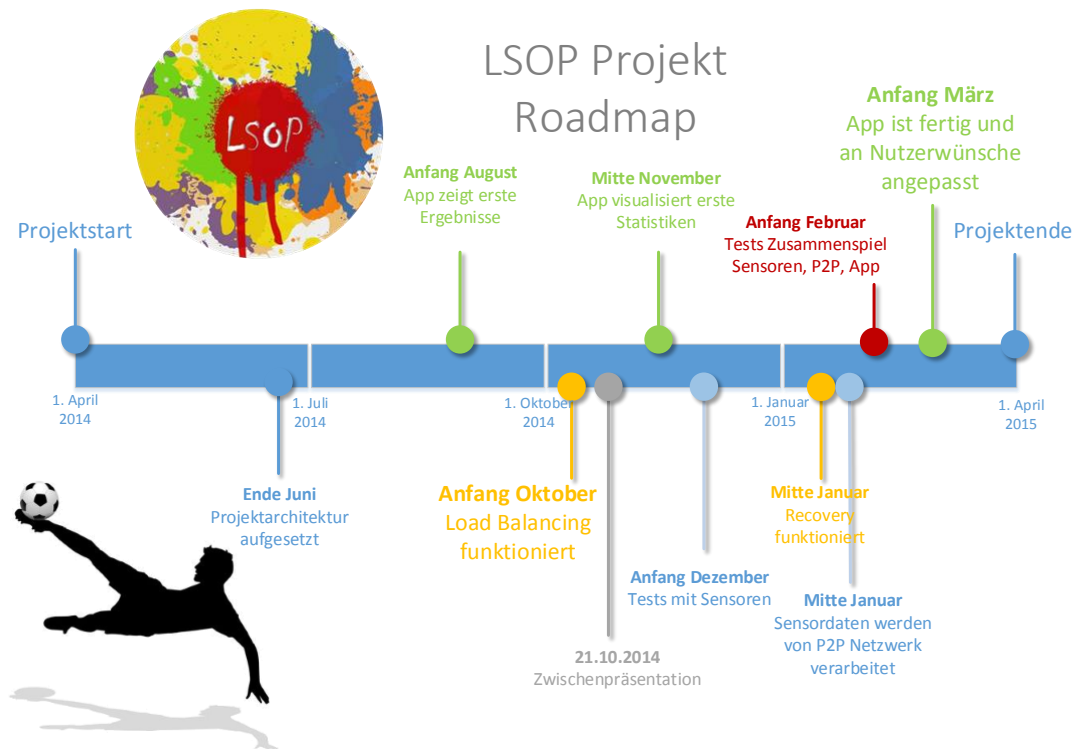 LSOP
LSOP Projekt
Roadmap
Projektstart
Anfang August
App zeigt erste
Ergebnisse
Mitte November
App visualisiert erste
Statistiken
Anfang Februar
Tests Zusammenspiel
Sensoren, P2P, App
Anfang März
App ist fertig und
an Nutzerwünsche
angepasst
Projektende
1. April
2014
1. Juli
2014
1. Oktober
2014
1. Januar
2015
1. April
2015
Ende Juni
Projektarchitektur
aufgesetzt
Anfang Oktober
Load Balancing
funktioniert
21.10.2014
Zwischenpräsentation
Anfang Dezember
Tests mit Sensoren
Mitte Januar
Recovery
funktioniert
Mitte Januar
Sensordaten werden
von P2P Netzwerk
verarbeitet